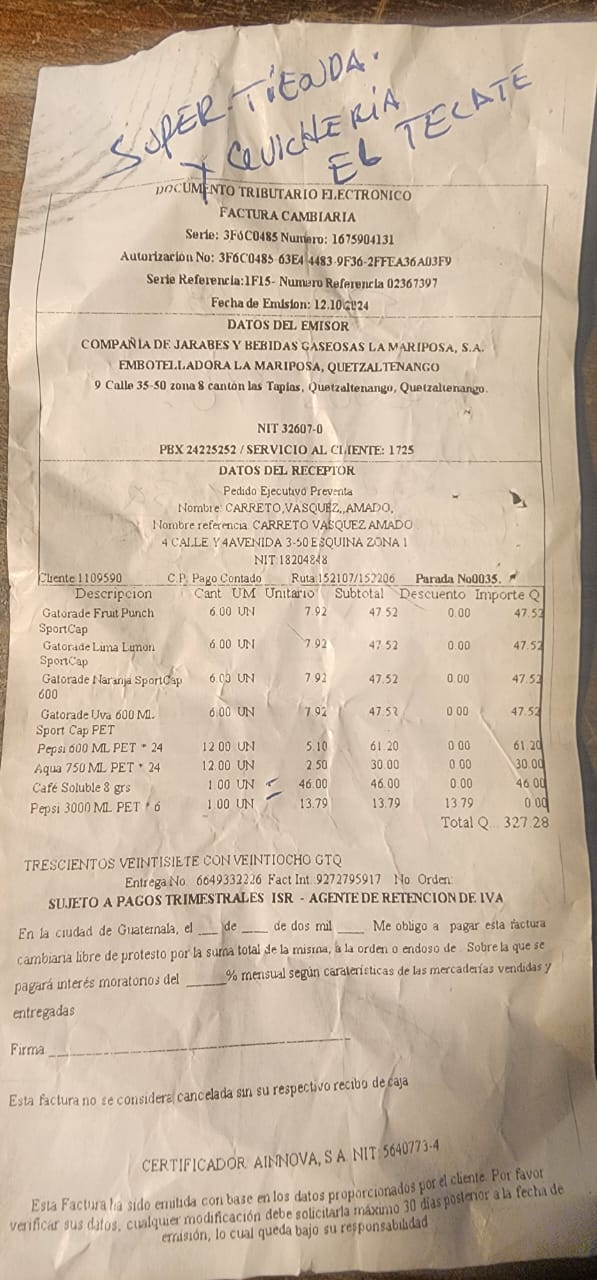 SUPER-TIENDA.
Y CUICHERIA
EL TECATE
DOCUMENTO TRIBUTARIO ELECTRONICO
FACTURA CAMBIARIA
Serie: 3F6C0485 Numero: 1675904131
Autorización No: 3F6C0485-63E4-4483-9F36-2FFEA36A03F9
Serie Referencia:1F15- Numero Referencia 02367397
Fecha de Emision: 12.10.2024
DATOS DEL EMISOR
COMPAÑIA DE JARABES Y BEBIDAS GASEOSAS LA MARIPOSA, S.A.
EMBOTELLADORA LA MARIPOSA, QUETZALTENANGO
9 Calle 35-50 zona 8 cantón las Tapias, Quetzaltenango, Quetzaltenango.
NIT 32607-0
PBX 24225252 / SERVICIO AL CLIENTE: 1725
DATOS DEL RECEPTOR
Pedido Ejecutivo Preventa
Nombre: CARRETO,VASQUEZ,,AMADO,
Nombre referencia: CARRETO VASQUEZ AMADO
4 CALLE Y 4AVENIDA 3-50 ESQUINA ZONA 1
NIT:18204848
Cliente 1109590 C.P. Pago Contado Ruta:152107/152206 Parada No0035.
Descripcion Cant UM Unitario Subtotal Descuento Importe Q
Gatorade Fruit Punch 6.00 UN 7.92 47.52 0.00 47.52
SportCap
Gatorade Lima Limon 6.00 UN 7.92 47.52 0.00 47.52
SportCap
Gatorade Naranja SportCap 6.00 UN 7.92 47.52 0.00 47.52
600
Gatorade Uva 600 ML 6.00 UN 7.92 47.52 0.00 47.52
Sport Cap PET
Pepsi 600 ML PET * 24 12.00 UN 5.10 61.20 0.00 61.20
Aqua 750 ML PET * 24 12.00 UN 2.50 30.00 0.00 30.00
Café Soluble 8 grs 1.00 UN 46.00 46.00 0.00 46.00
Pepsi 3000 ML PET * 6 1.00 UN 13.79 13.79 13.79 0.00
Total Q... 327.28
TRESCIENTOS VEINTISIETE CON VEINTIOCHO GTQ
Entrega No. 6649332226 Fact Int. 9272795917 No Orden:
SUJETO A PAGOS TRIMESTRALES ISR - AGENTE DE RETENCION DE IVA
En la ciudad de Guatemala, el ___ de ____ de dos mil ____ Me obligo a pagar esta factura
cambiaria libre de protesto por la suma total de la misma, a la orden o endoso de . Sobre la que se
pagará interés moratorios del ______% mensual según caraterísticas de las mercaderías vendidas y
entregadas
Firma
Esta factura no se considera cancelada sin su respectivo recibo de caja
CERTIFICADOR: AINNOVA, S.A. NIT:5640773-4
Esta Factura ha sido emitida con base en los datos proporcionados por el cliente. Por favor
verificar sus datos, cualquier modificación debe solicitarla máximo 30 días posterior a la fecha de
emisión, lo cual queda bajo su responsabilidad